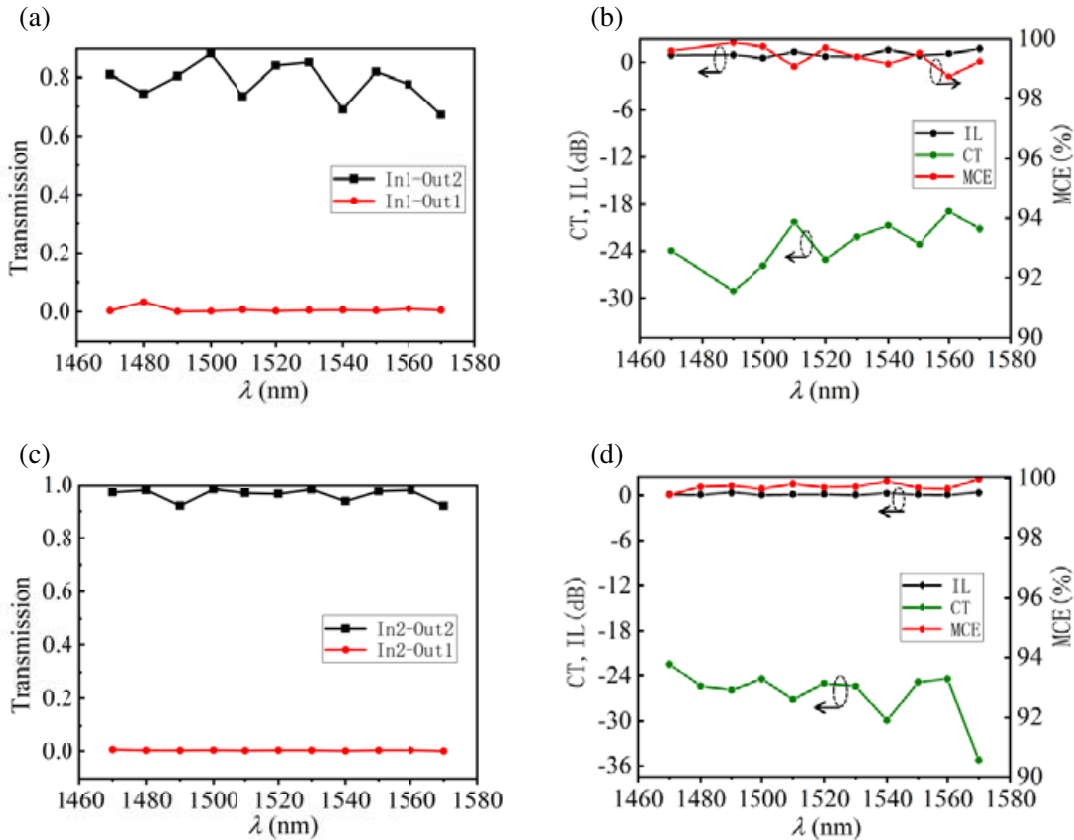 (a)
0.8
0.6
0.4
0.2
0.0
Transmission
In1-Out2
In1-Out1
1460 1480 1500 1520 1540 1560 1580
λ (nm)
(b)
0
-6
-12
-18
-24
-30
CT, IL (dB)
IL
CT
MCE
100
98
96
94
92
90
MCE (%)
1460 1480 1500 1520 1540 1560 1580
λ (nm)
(c)
1.0
0.8
0.6
0.4
0.2
0.0
Transmission
In2-Out2
In2-Out1
1460 1480 1500 1520 1540 1560 1580
λ (nm)
(d)
0
-6
-12
-18
-24
-30
-36
CT, IL (dB)
IL
CT
MCE
100
98
96
94
92
90
MCE (%)
1460 1480 1500 1520 1540 1560 1580
λ (nm)